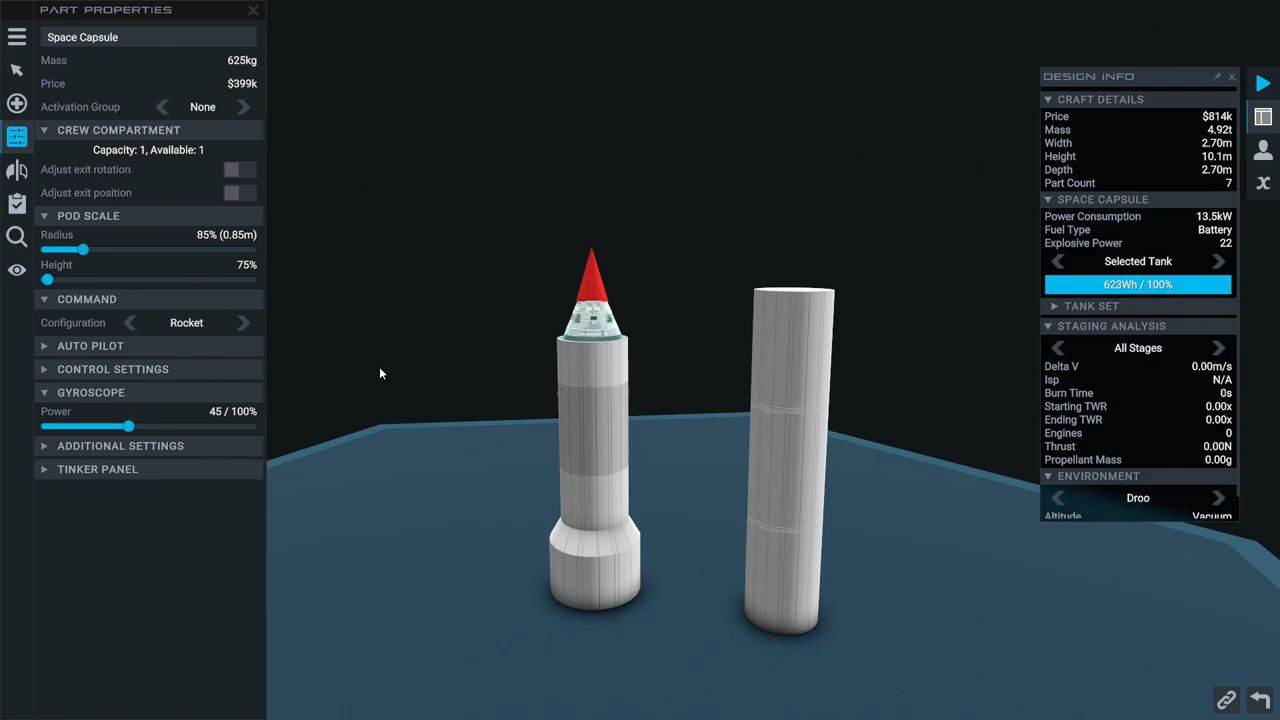 PART PROPERTIES
Space Capsule
Mass 625kg
Price $399k
Activation Group None
CREW COMPARTMENT
Capacity: 1, Available: 1
Adjust exit rotation
Adjust exit position
POD SCALE
Radius 85% (0.85m)
Height 75%
COMMAND
Configuration Rocket
AUTO PILOT
CONTROL SETTINGS
GYROSCOPE
Power 45 / 100%
ADDITIONAL SETTINGS
TINKER PANEL
DESIGN INFO
CRAFT DETAILS
Price $814k
Mass 4.92t
Width 2.70m
Height 10.1m
Depth 2.70m
Part Count 7
SPACE CAPSULE
Power Consumption 13.5kW
Fuel Type Battery
Explosive Power 22
Selected Tank
623Wh / 100%
TANK SET
STAGING ANALYSIS
All Stages
Delta V 0.00m/s
Isp N/A
Burn Time 0s
Starting TWR 0.00x
Ending TWR 0.00x
Engines 0
Thrust 0.00N
Propellant Mass 0.00g
ENVIRONMENT
Droo
Altitude Vacuum